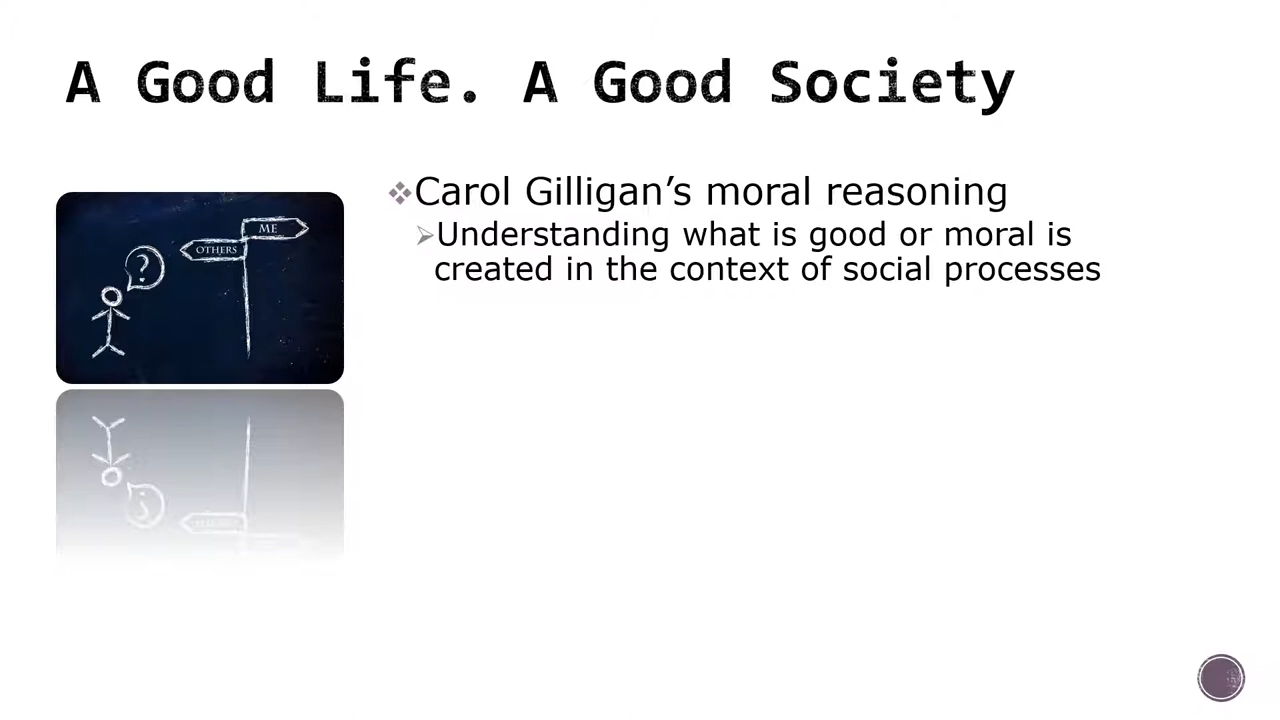 A Good Life. A Good Society
Carol Gilligan’s moral reasoning
Understanding what is good or moral is
created in the context of social processes
ME
OTHERS
?